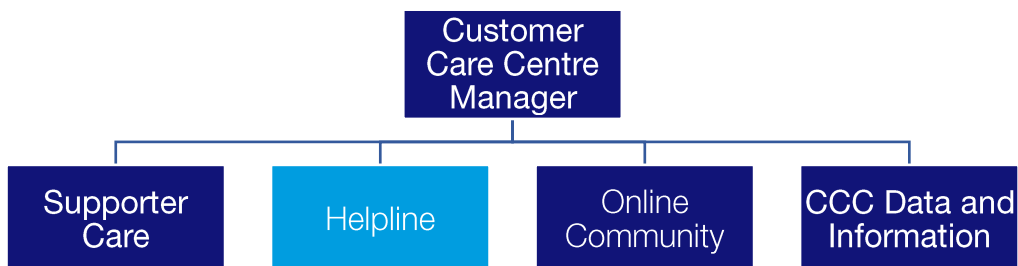 Customer
Care Centre
Manager
Supporter
Care
Helpline
Online
Community
CCC Data and
Information